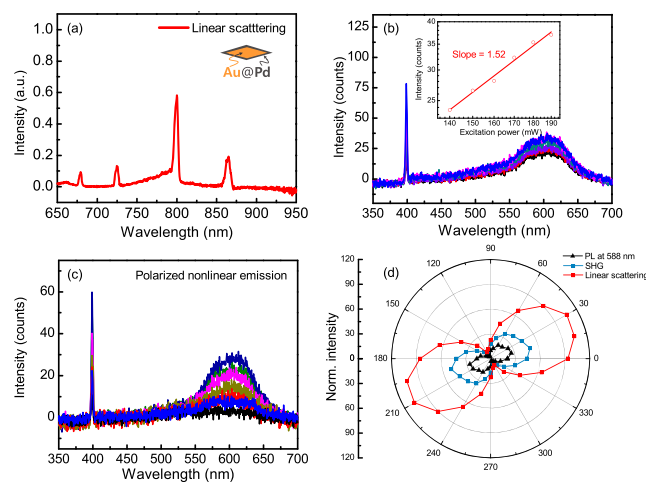 (a)
Linear scatttering
Au@Pd
Intensity (a.u.)
1.0
0.8
0.6
0.4
0.2
0.0
650 700 750 800 850 900 950
Wavelength (nm)
(b)
Intensity (counts)
125
100
75
50
25
0
350 400 450 500 550 600 650 700
Wavelength (nm)
Slope = 1.52
Intensity (counts)
40
35
30
25
140 150 160 170 180 190
Excitation power (mW)
(c)
Polarized nonlinear emission
Intensity (counts)
60
40
20
0
350 400 450 500 550 600 650 700
Wavelength (nm)
(d)
PL at 588 nm
SHG
Linear scattering
Norm. intensity
120
90
60
30
0
30
60
90
120
90
120 60
150 30
180 0
210 330
240 300
270